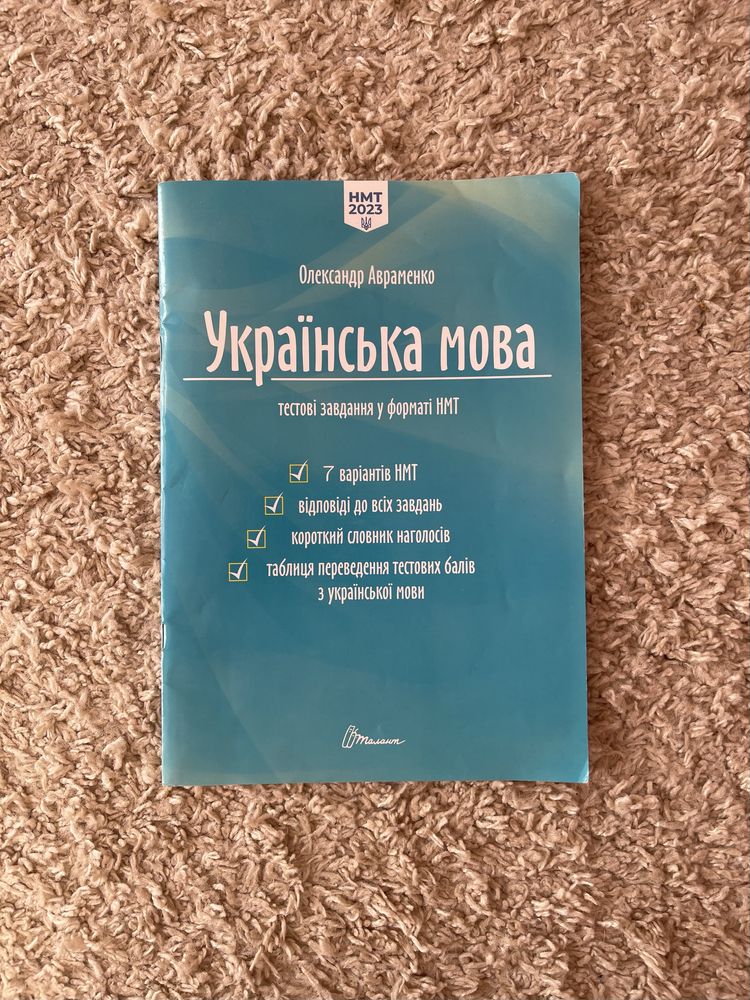 НМТ
2023
Олександр Авраменко
Українська мова
тестові завдання у форматі НМТ
7 варіантів НМТ
відповіді до всіх завдань
короткий словник наголосів
таблиця переведення тестових балів
з української мови
Талант